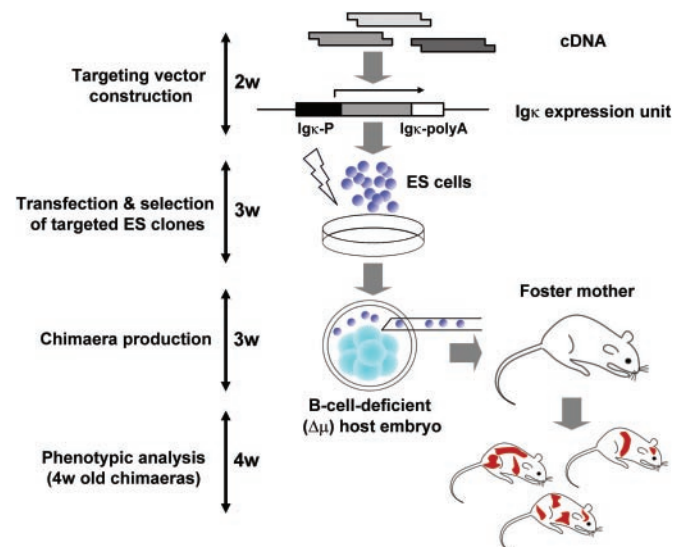 cDNA
Targeting vector
construction
2w
Igκ-P
Igκ-polyA
Igκ expression unit
ES cells
Transfection & selection
of targeted ES clones
3w
Foster mother
Chimaera production
3w
B-cell-deficient
(Δμ) host embryo
Phenotypic analysis
(4w old chimaeras)
4w